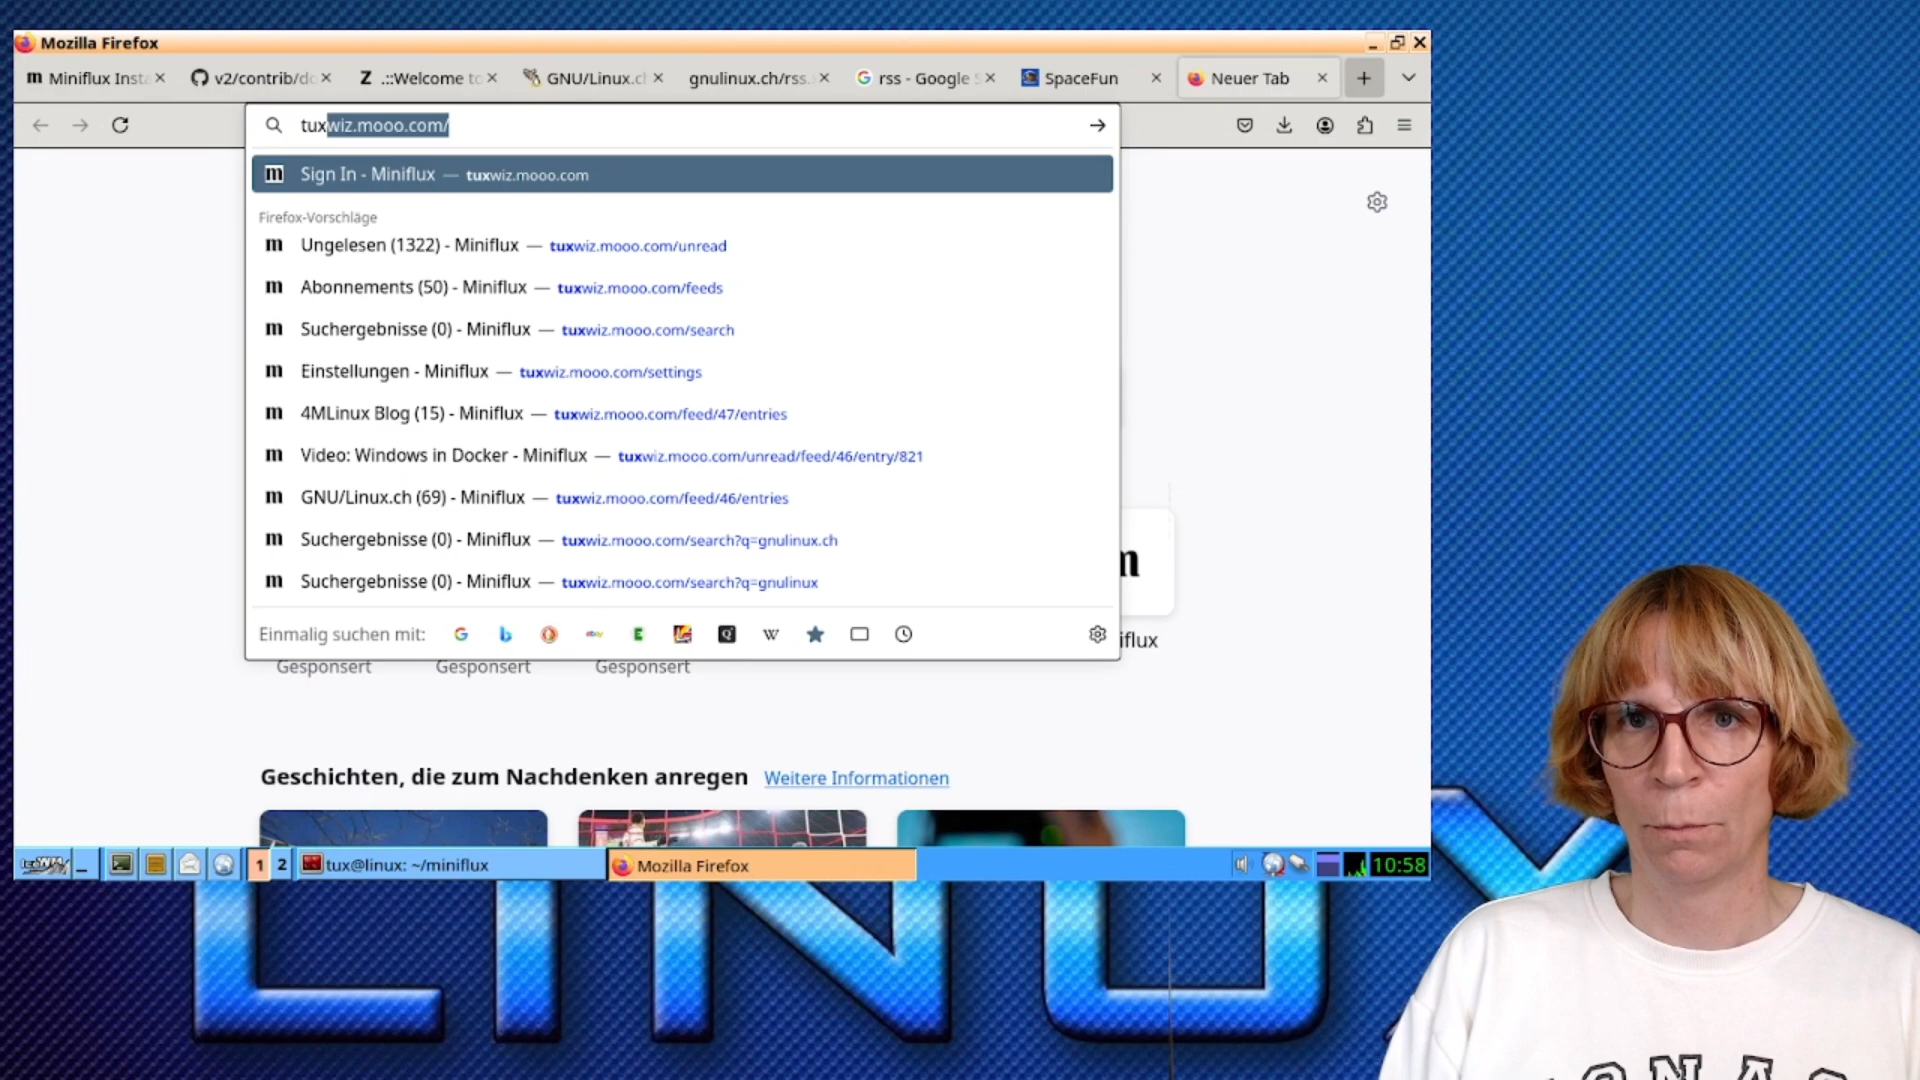 Mozilla Firefox
Miniflux Insta
v2/contrib/do
.::Welcome to
GNU/Linux.ch
gnulinux.ch/rss.
rss - Google S
SpaceFun
Neuer Tab
tuxwiz.mooo.com/
Sign In - Miniflux — tuxwiz.mooo.com
Firefox-Vorschläge
Ungelesen (1322) - Miniflux — tuxwiz.mooo.com/unread
Abonnements (50) - Miniflux — tuxwiz.mooo.com/feeds
Suchergebnisse (0) - Miniflux — tuxwiz.mooo.com/search
Einstellungen - Miniflux — tuxwiz.mooo.com/settings
4MLinux Blog (15) - Miniflux — tuxwiz.mooo.com/feed/47/entries
Video: Windows in Docker - Miniflux — tuxwiz.mooo.com/unread/feed/46/entry/821
GNU/Linux.ch (69) - Miniflux — tuxwiz.mooo.com/feed/46/entries
Suchergebnisse (0) - Miniflux — tuxwiz.mooo.com/search?q=gnulinux.ch
Suchergebnisse (0) - Miniflux — tuxwiz.mooo.com/search?q=gnulinux
Einmalig suchen mit:
iflux
Gesponsert
Gesponsert
Gesponsert
Geschichten, die zum Nachdenken anregen Weitere Informationen
IceWM
1
2
tux@linux: ~/miniflux
Mozilla Firefox
10:58
LINUX